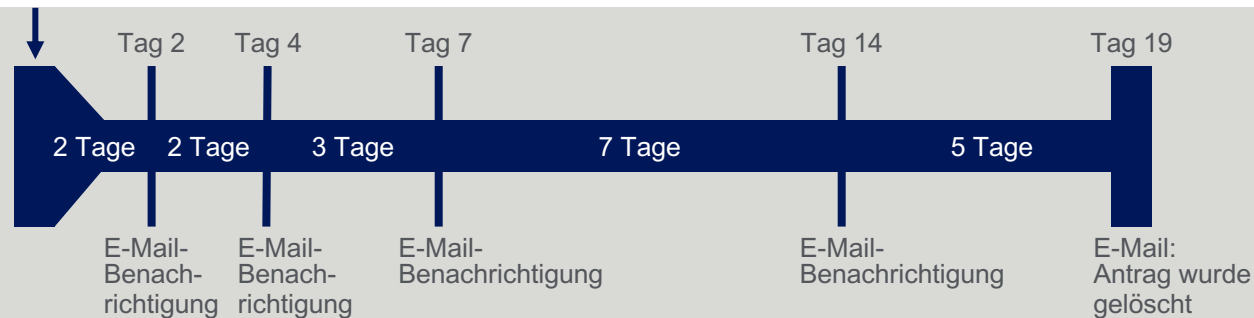 Tag 2
Tag 4
Tag 7
Tag 14
Tag 19
2 Tage
2 Tage
3 Tage
7 Tage
5 Tage
E-Mail-
Benach-
richtigung
E-Mail-
Benach-
richtigung
E-Mail-
Benachrichtigung
E-Mail-
Benachrichtigung
E-Mail:
Antrag wurde
gelöscht